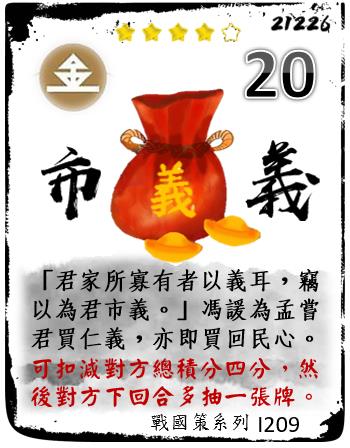 21226
金
20
市
義
義
「君家所寡有者以義耳，竊
以為君市義。」馮諼為孟嘗
君買仁義，亦即買回民心。
可扣減對方總積分四分，然
後對方下回合多抽一張牌。
戰國策系列 I209